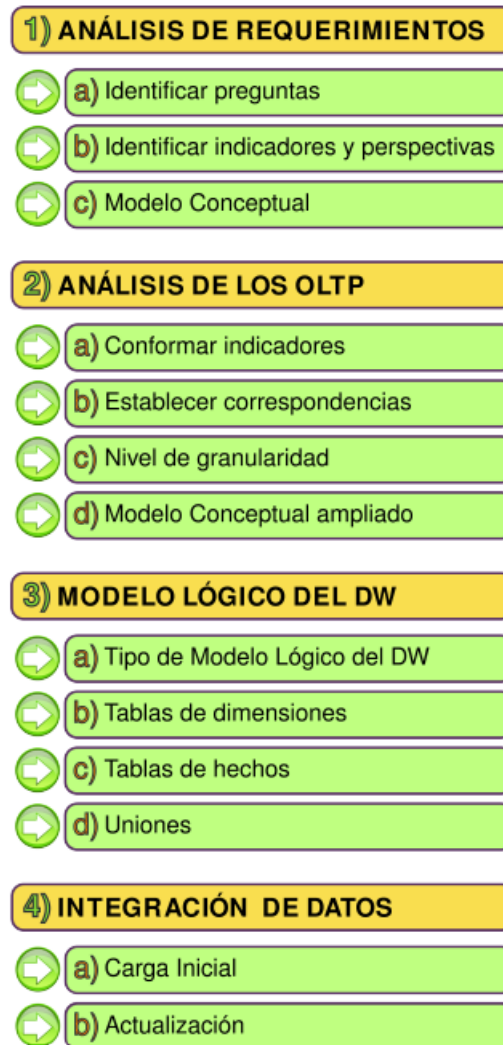 1) ANÁLISIS DE REQUERIMIENTOS
a) Identificar preguntas
b) Identificar indicadores y perspectivas
c) Modelo Conceptual
2) ANÁLISIS DE LOS OLTP
a) Conformar indicadores
b) Establecer correspondencias
c) Nivel de granularidad
d) Modelo Conceptual ampliado
3) MODELO LÓGICO DEL DW
a) Tipo de Modelo Lógico del DW
b) Tablas de dimensiones
c) Tablas de hechos
d) Uniones
4) INTEGRACIÓN DE DATOS
a) Carga Inicial
b) Actualización